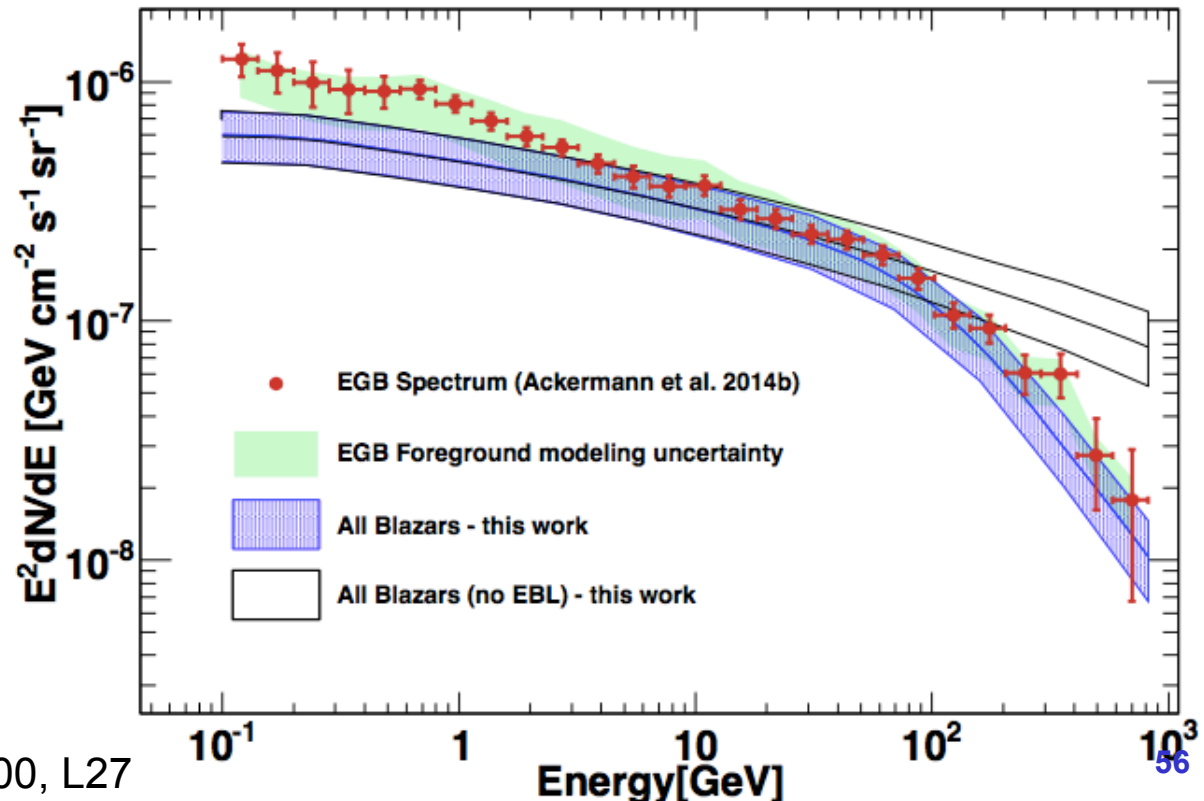 E²dN/dE [GeV cm⁻² s⁻¹ sr⁻¹]
10⁻⁶
10⁻⁷
10⁻⁸
EGB Spectrum (Ackermann et al. 2014b)
EGB Foreground modeling uncertainty
All Blazars - this work
All Blazars (no EBL) - this work
10⁻¹ 1 10 10² 10³
Energy[GeV]
00, L27
56